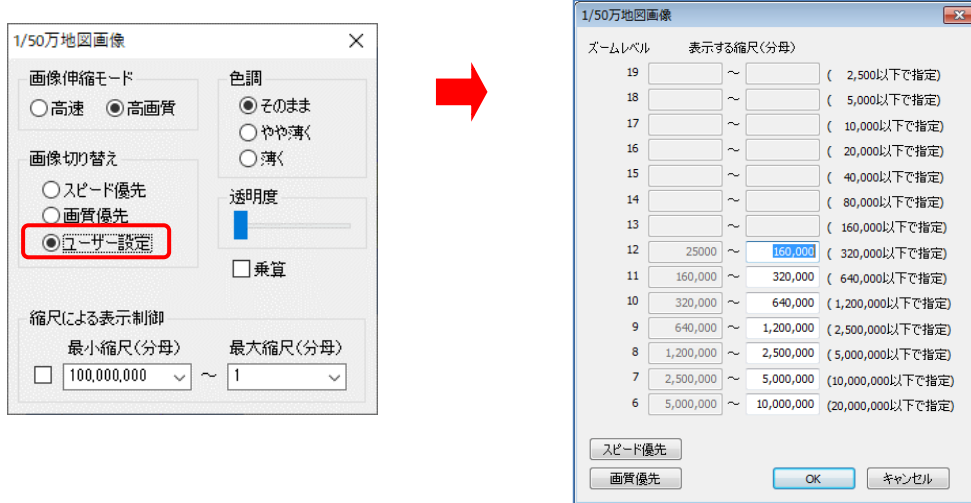 1/50万地図画像
画像伸縮モード
高速 高画質
画像切り替え
スピード優先
画質優先
ユーザー設定
色調
そのまま
やや薄く
薄く
透明度
乗算
縮尺による表示制御
最小縮尺(分母) 最大縮尺(分母)
100,000,000 ～ 1
1/50万地図画像
ズームレベル 表示する縮尺(分母)
19 ～ ( 2,500以下で指定)
18 ～ ( 5,000以下で指定)
17 ～ ( 10,000以下で指定)
16 ～ ( 20,000以下で指定)
15 ～ ( 40,000以下で指定)
14 ～ ( 80,000以下で指定)
13 ～ ( 160,000以下で指定)
12 25000 ～ 160,000 ( 320,000以下で指定)
11 160,000 ～ 320,000 ( 640,000以下で指定)
10 320,000 ～ 640,000 (1,200,000以下で指定)
9 640,000 ～ 1,200,000 (2,500,000以下で指定)
8 1,200,000 ～ 2,500,000 (5,000,000以下で指定)
7 2,500,000 ～ 5,000,000 (10,000,000以下で指定)
6 5,000,000 ～ 10,000,000 (20,000,000以下で指定)
スピード優先
画質優先 OK キャンセル